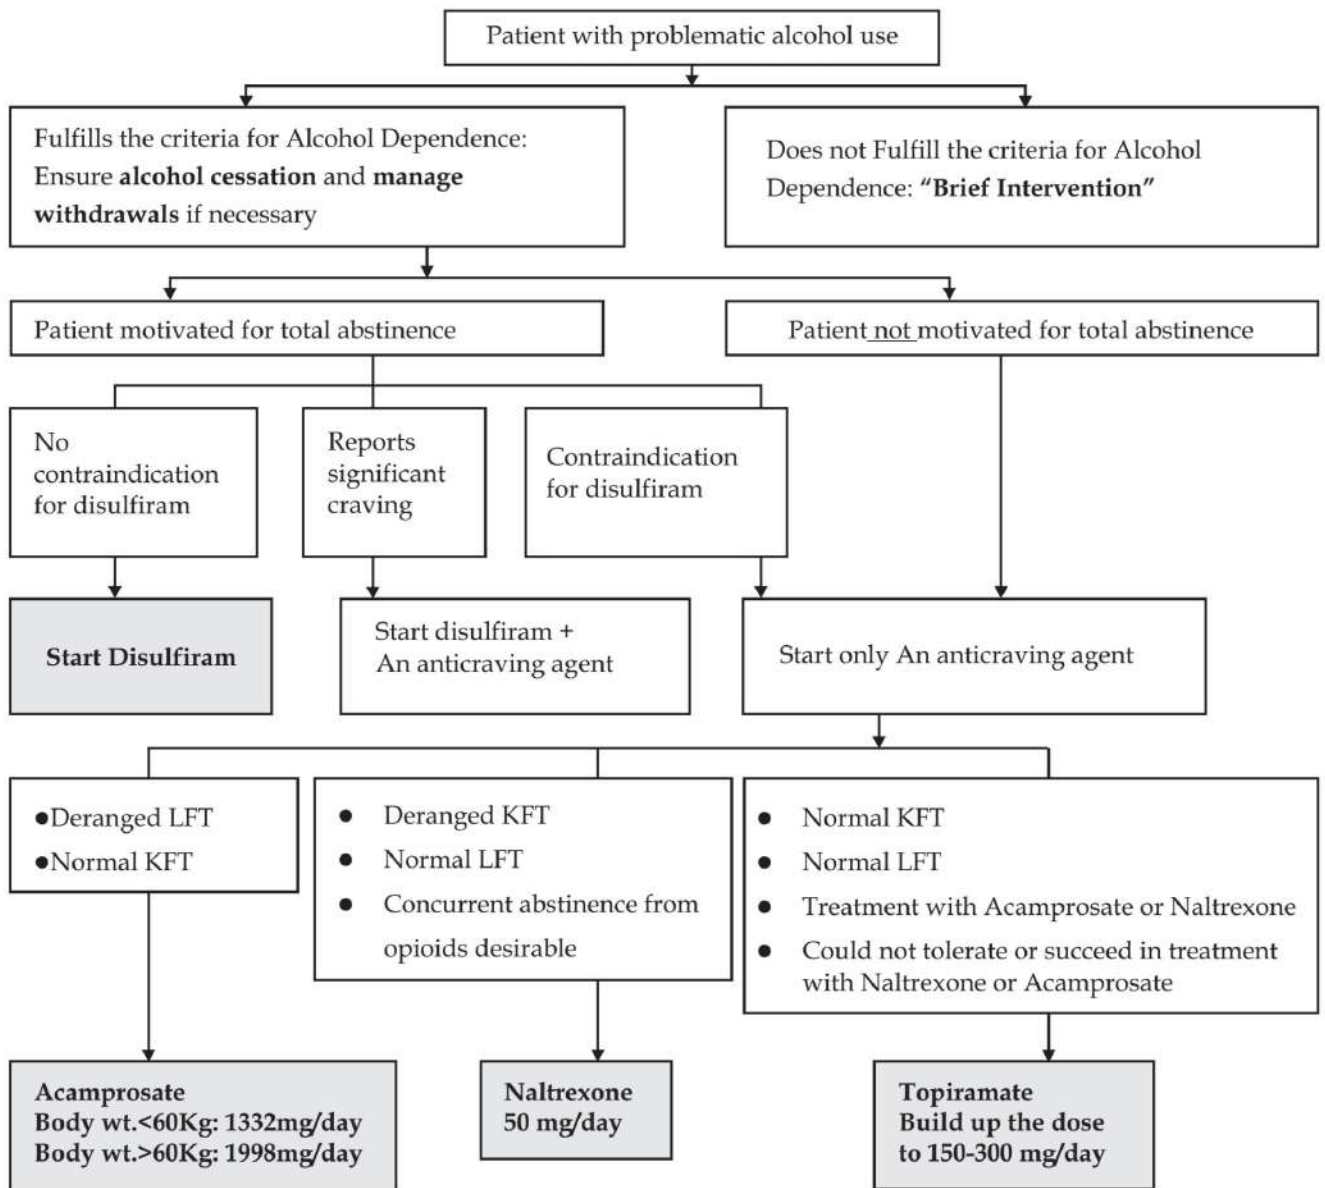 Patient with problematic alcohol use
Fulfills the criteria for Alcohol Dependence:
Ensure alcohol cessation and manage
withdrawals if necessary
Does not Fulfill the criteria for Alcohol
Dependence: “Brief Intervention”
Patient motivated for total abstinence
Patient not motivated for total abstinence
No
contraindication
for disulfiram
Reports
significant
craving
Contraindication
for disulfiram
Start Disulfiram
Start disulfiram +
An anticraving agent
Start only An anticraving agent
●Deranged LFT
●Normal KFT
● Deranged KFT
● Normal LFT
● Concurrent abstinence from
opioids desirable
● Normal KFT
● Normal LFT
● Treatment with Acamprosate or Naltrexone
● Could not tolerate or succeed in treatment
with Naltrexone or Acamprosate
Acamprosate
Body wt.<60Kg: 1332mg/day
Body wt.>60Kg: 1998mg/day
Naltrexone
50 mg/day
Topiramate
Build up the dose
to 150-300 mg/day